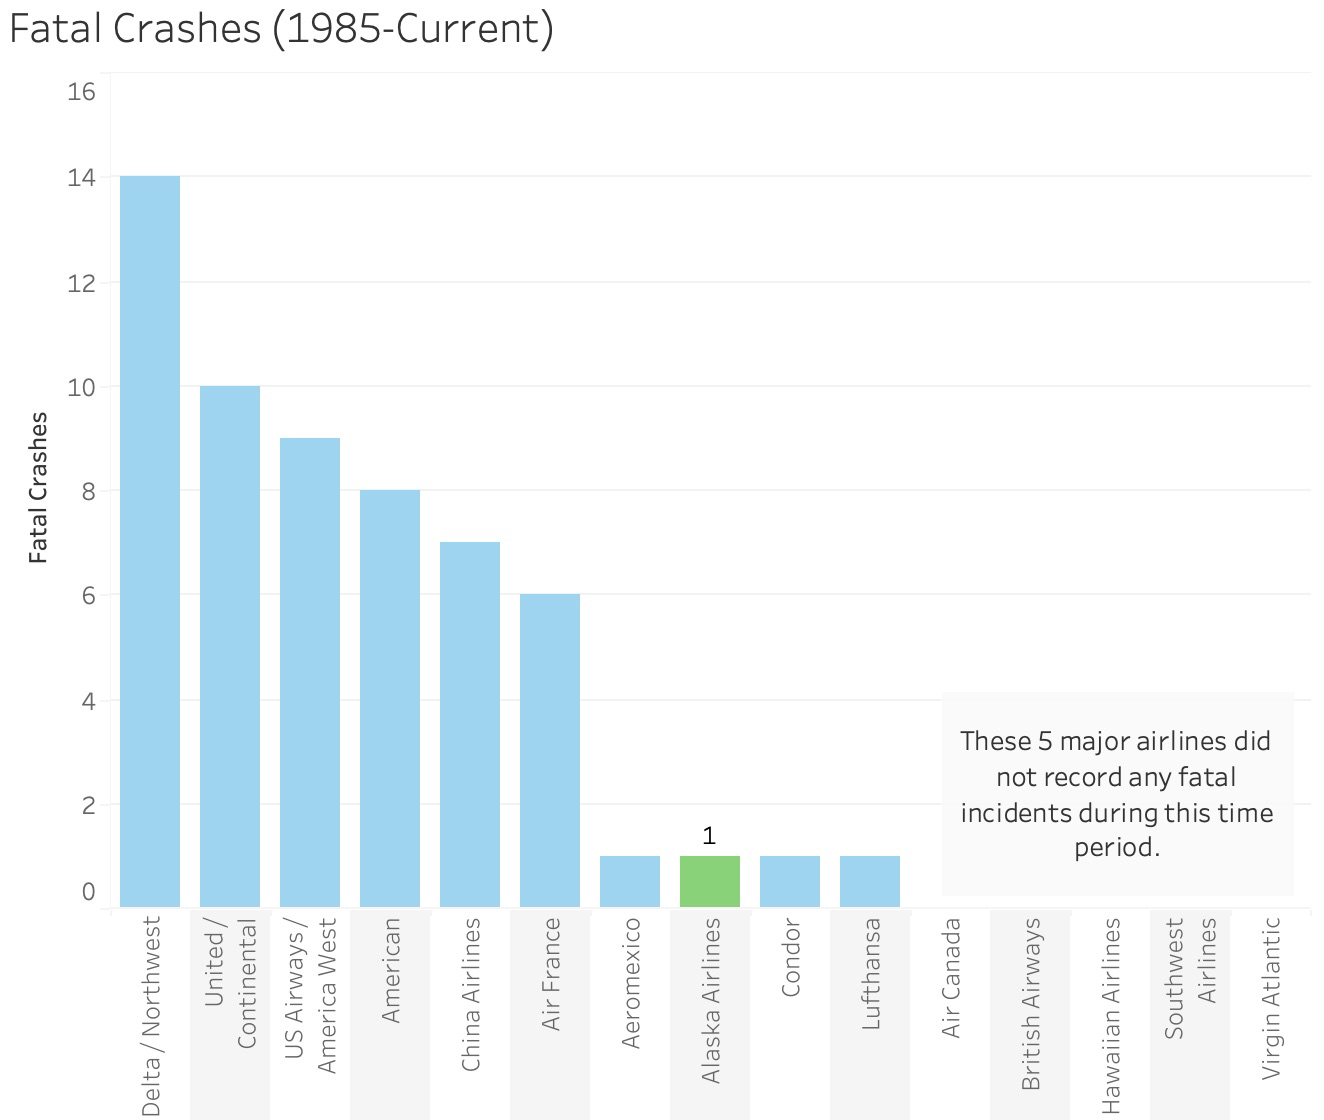 Fatal Crashes (1985-Current)
16
14
12
10
8
6
4
2
0
Fatal Crashes
1
These 5 major airlines did
not record any fatal
incidents during this time
period.
Delta / Northwest
United /
Continental
US Airways /
America West
American
China Airlines
Air France
Aeromexico
Alaska Airlines
Condor
Lufthansa
Air Canada
British Airways
Hawaiian Airlines
Southwest
Airlines
Virgin Atlantic